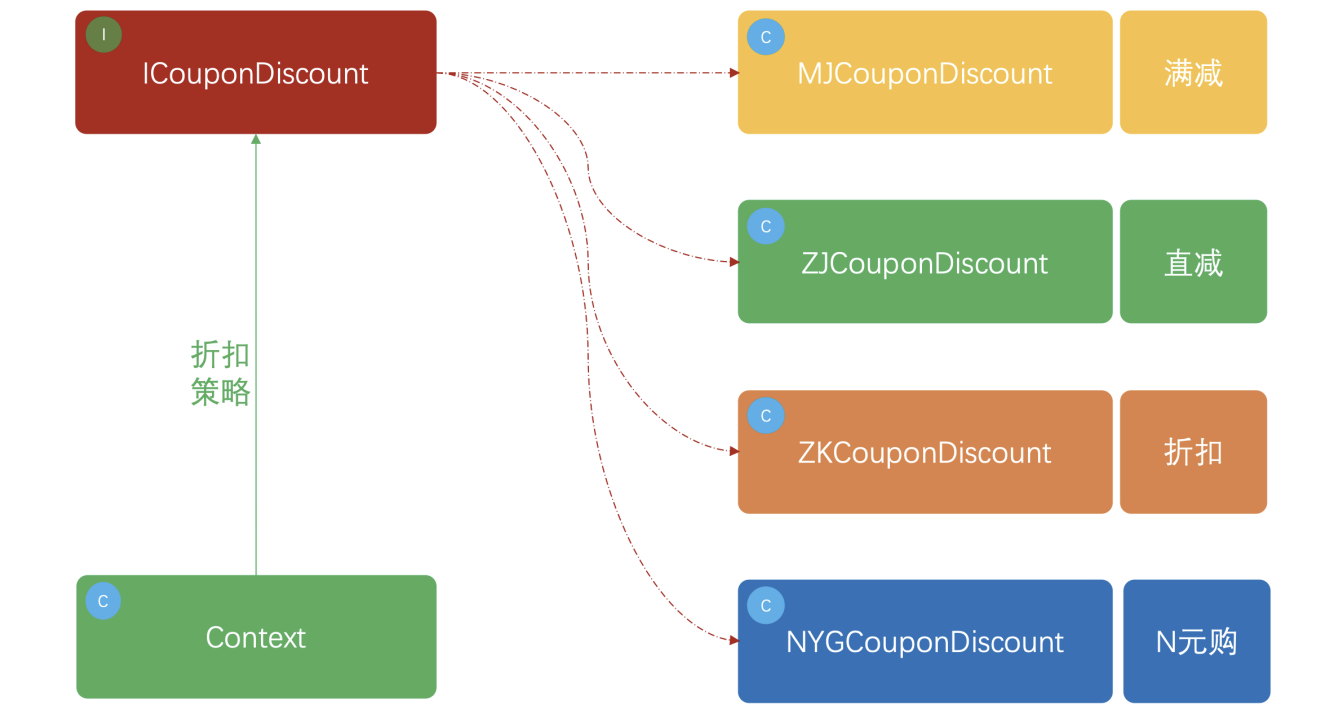 I
ICouponDiscount
C
MJCouponDiscount
满减
C
ZJCouponDiscount
直减
折扣
策略
C
ZKCouponDiscount
折扣
C
Context
C
NYGCouponDiscount
N元购